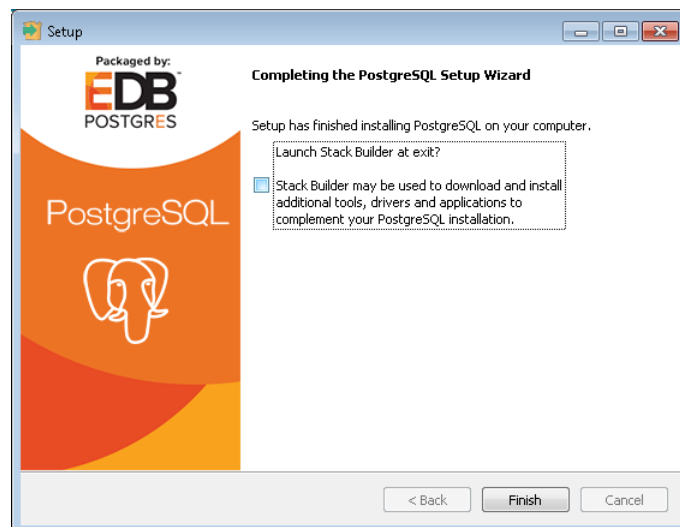 Setup
Packaged by:
EDB
POSTGRES
PostgreSQL
Completing the PostgreSQL Setup Wizard
Setup has finished installing PostgreSQL on your computer.
Launch Stack Builder at exit?
Stack Builder may be used to download and install
additional tools, drivers and applications to
complement your PostgreSQL installation.
< Back
Finish
Cancel